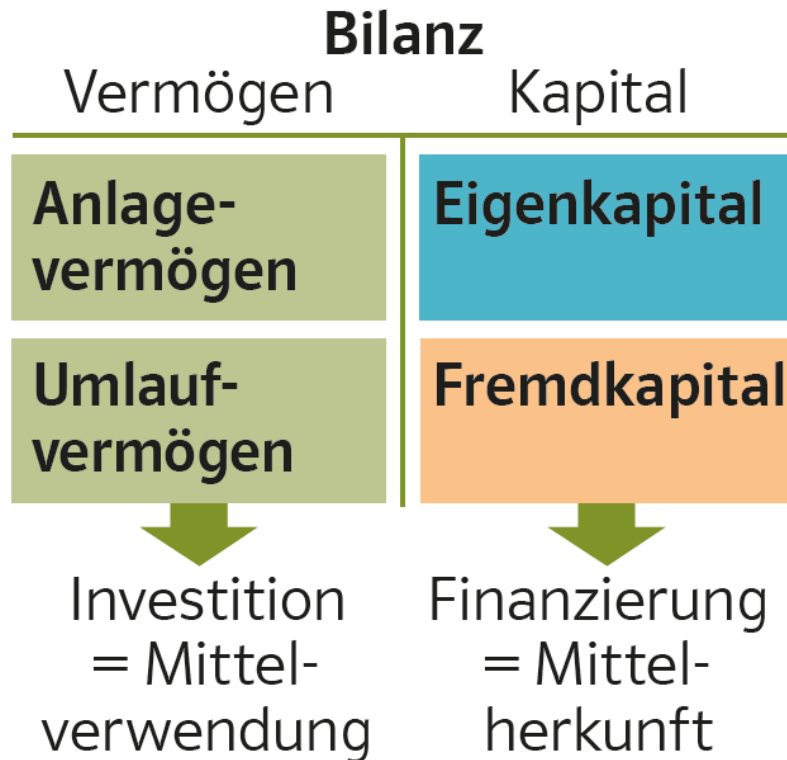 Bilanz
Vermögen
Kapital
Anlage-
vermögen
Eigenkapital
Umlauf-
vermögen
Fremdkapital
Investition
= Mittel-
verwendung
Finanzierung
= Mittel-
herkunft